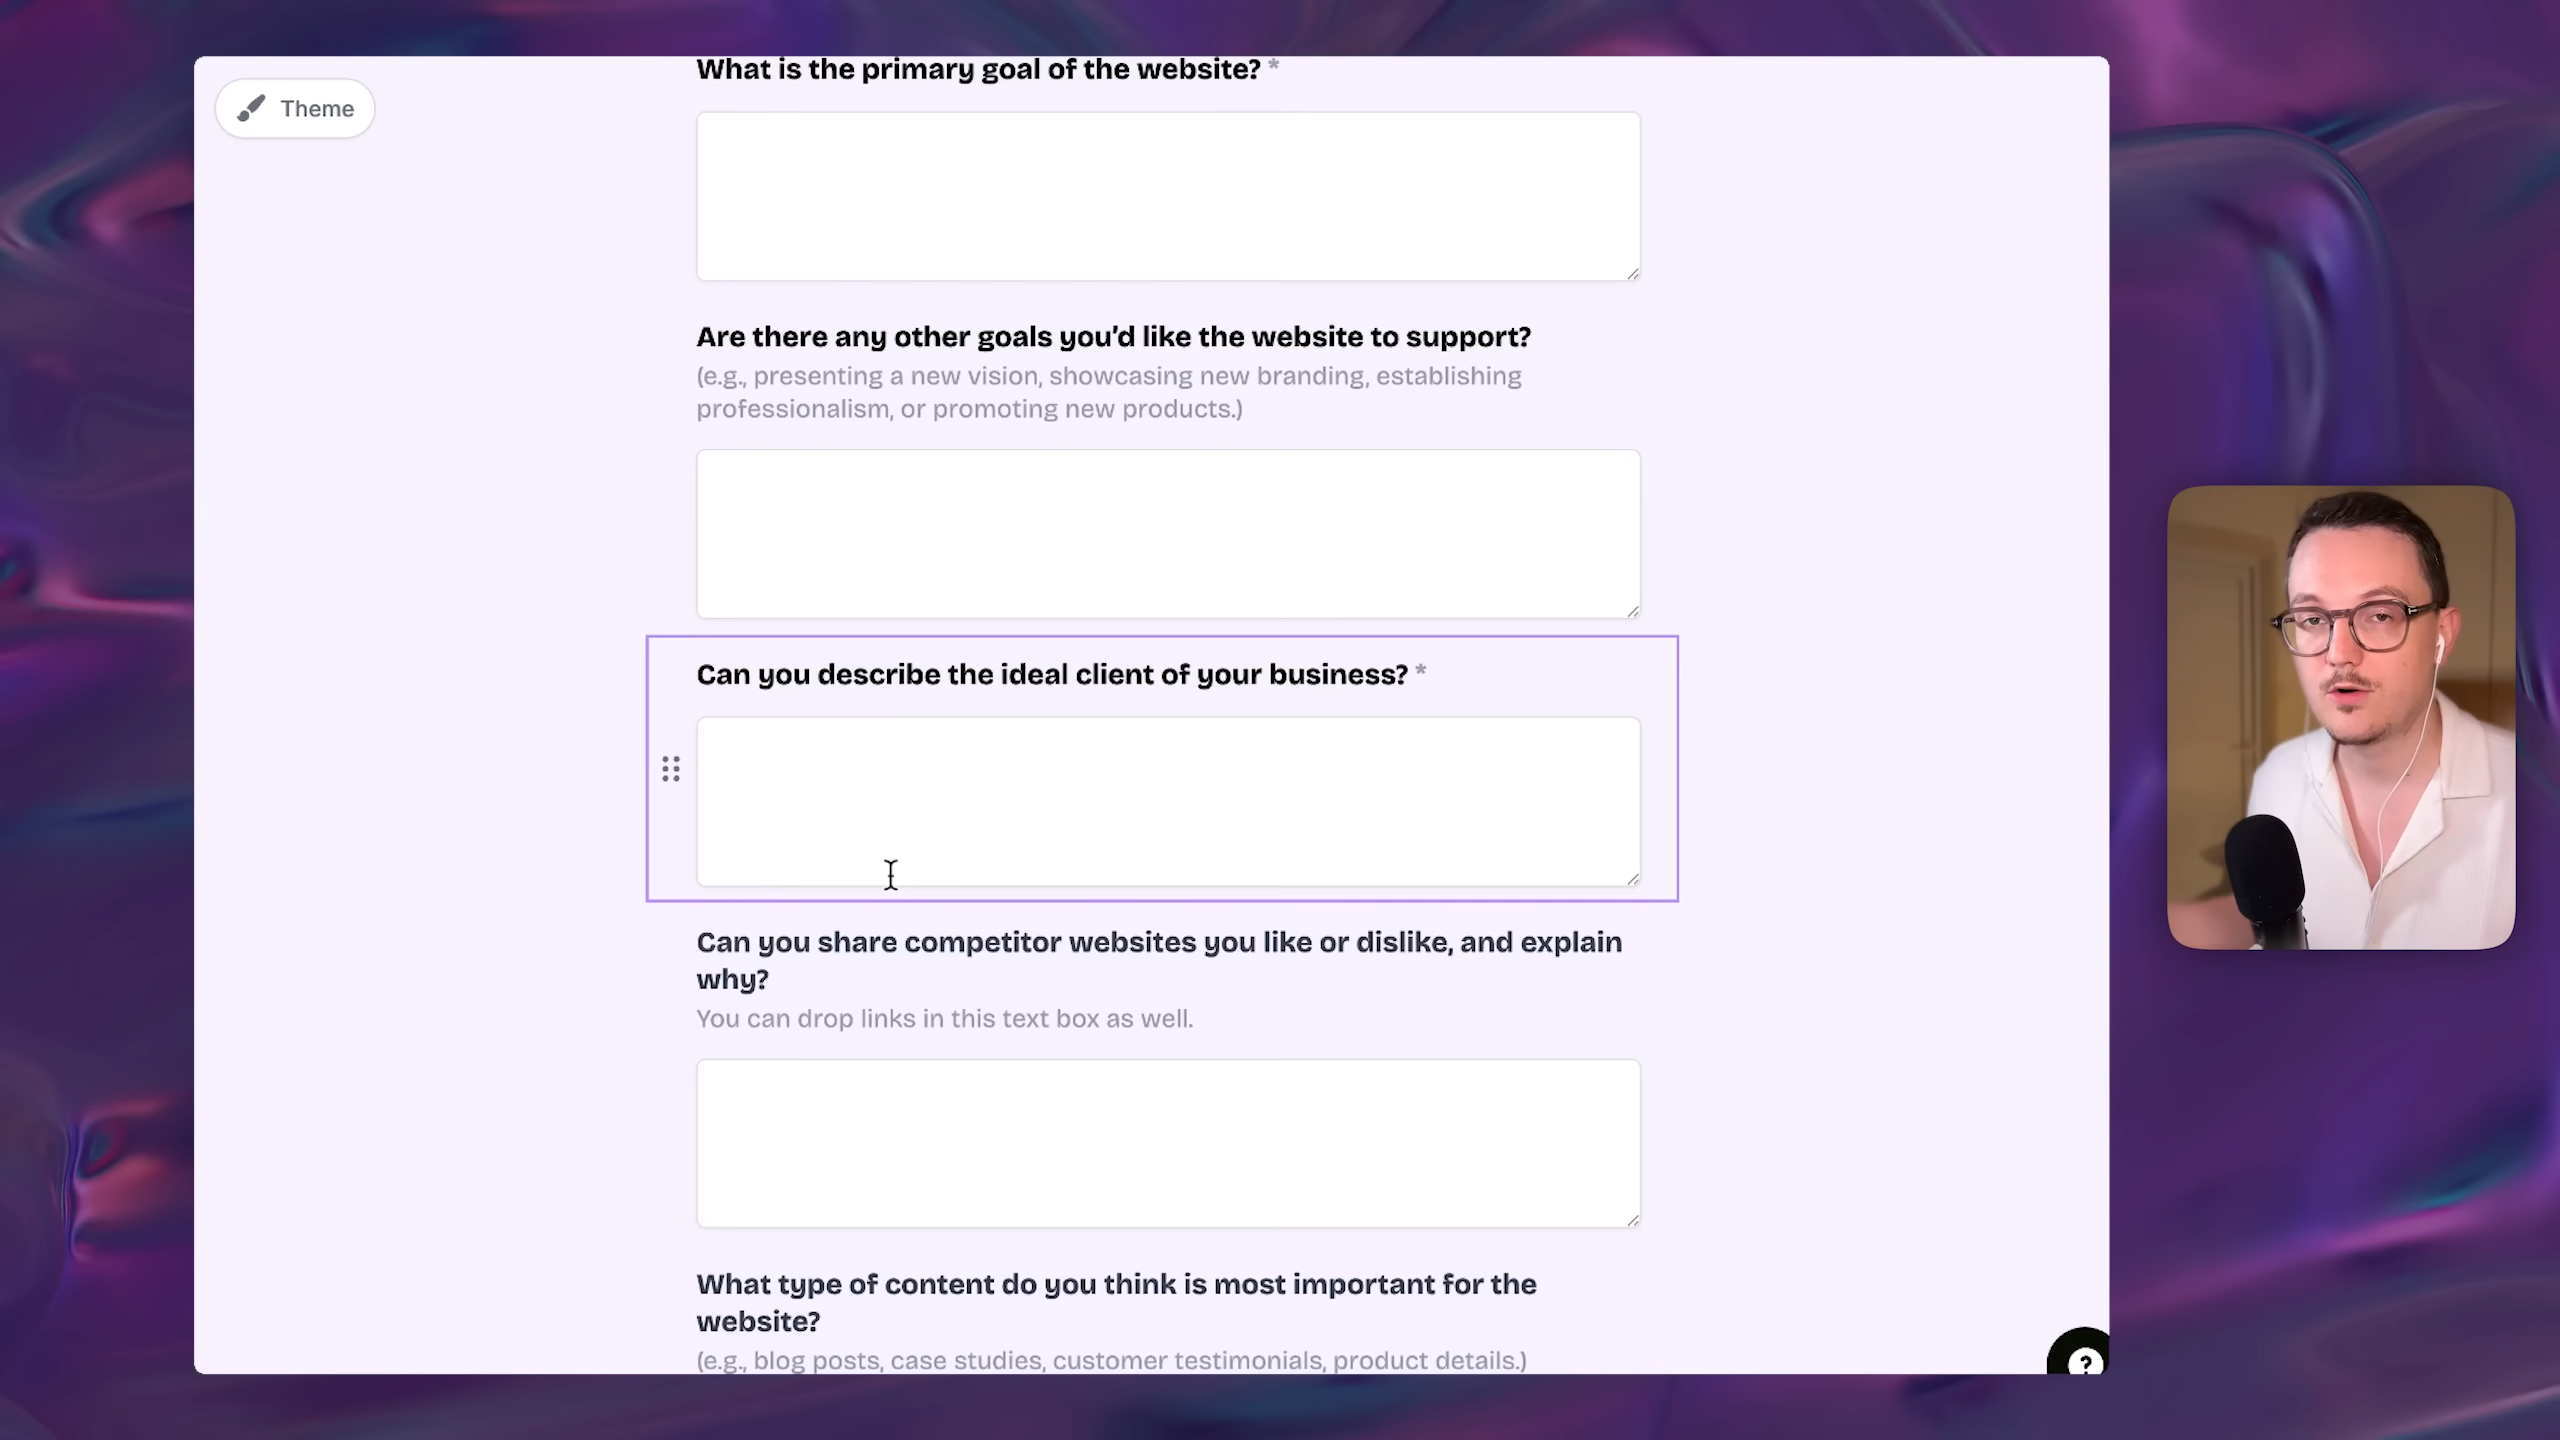 Theme
What is the primary goal of the website? *
Are there any other goals you'd like the website to support?
(e.g., presenting a new vision, showcasing new branding, establishing
professionalism, or promoting new products.)
Can you describe the ideal client of your business? *
Can you share competitor websites you like or dislike, and explain
why?
You can drop links in this text box as well.
What type of content do you think is most important for the
website?
(e.g., blog posts, case studies, customer testimonials, product details.)
?